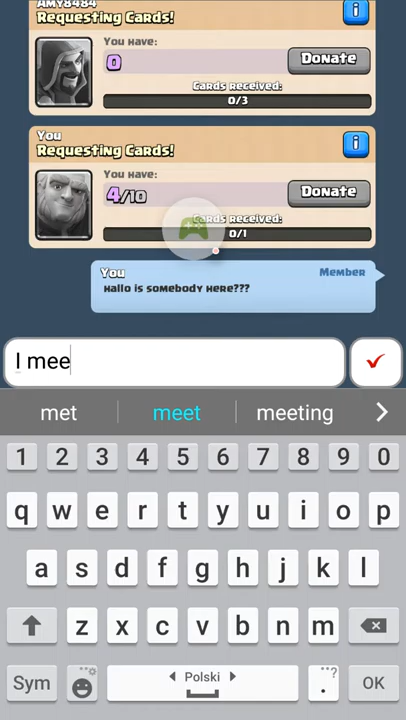 AMY8484
Requesting Cards!
You Have:
0
Donate
Cards received:
0/3
You
Requesting Cards!
You Have:
4/10
Donate
Cards received:
0/1
You
Member
Hallo is somebody here???
I mee
met
meet
meeting
1 2 3 4 5 6 7 8 9 0
q w e r t y u i o p
a s d f g h j k l
z x c v b n m
Sym
Polski
. ,,?
OK